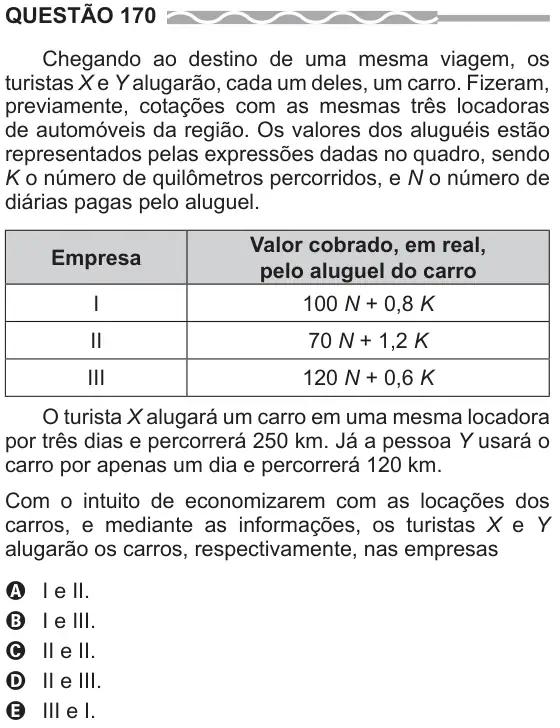 QUESTÃO 170
Chegando ao destino de uma mesma viagem, os
turistas X e Y alugarão, cada um deles, um carro. Fizeram,
previamente, cotações com as mesmas três locadoras
de automóveis da região. Os valores dos aluguéis estão
representados pelas expressões dadas no quadro, sendo
K o número de quilômetros percorridos, e N o número de
diárias pagas pelo aluguel.
Empresa
Valor cobrado, em real,
pelo aluguel do carro
I 100 N + 0,8 K
II 70 N + 1,2 K
III 120 N + 0,6 K
O turista X alugará um carro em uma mesma locadora
por três dias e percorrerá 250 km. Já a pessoa Y usará o
carro por apenas um dia e percorrerá 120 km.
Com o intuito de economizarem com as locações dos
carros, e mediante as informações, os turistas X e Y
alugarão os carros, respectivamente, nas empresas
A I e II.
B I e III.
C II e II.
D II e III.
E III e I.